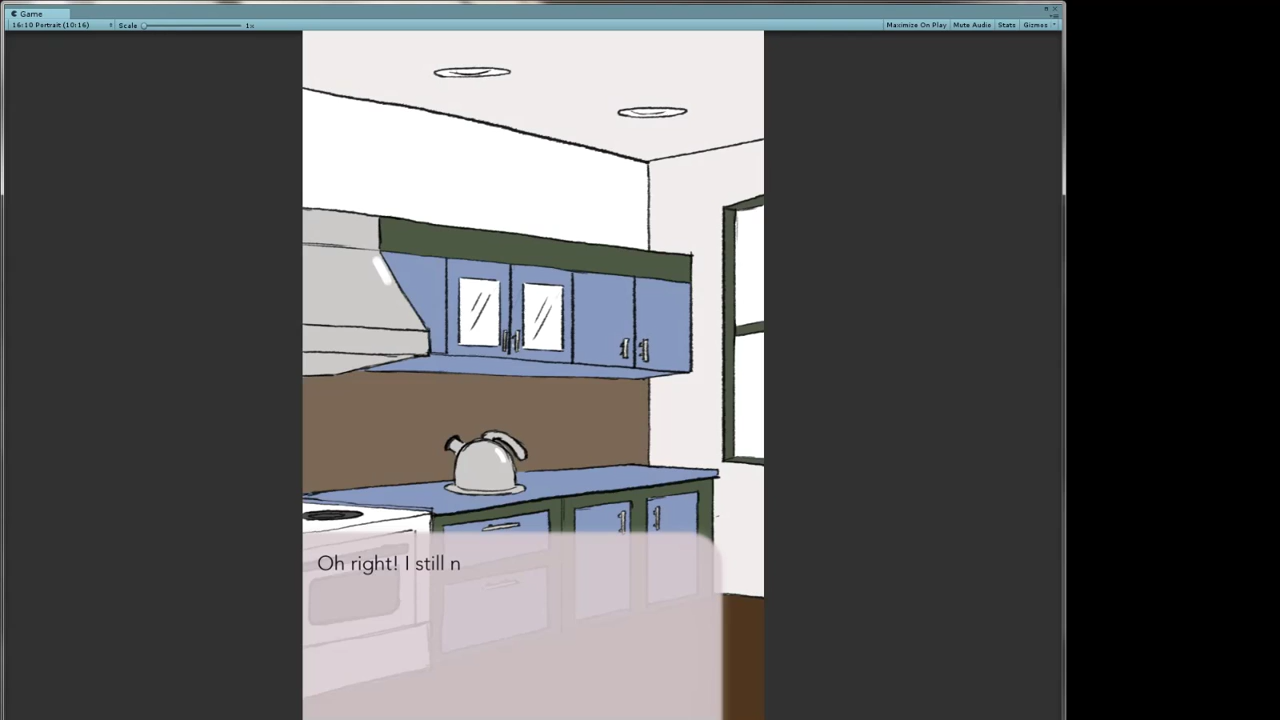 Game
16:10 Portrait (10:16)
Scale
1x
Maximize On Play
Mute Audio
Stats
Gizmos
Oh right! I still n